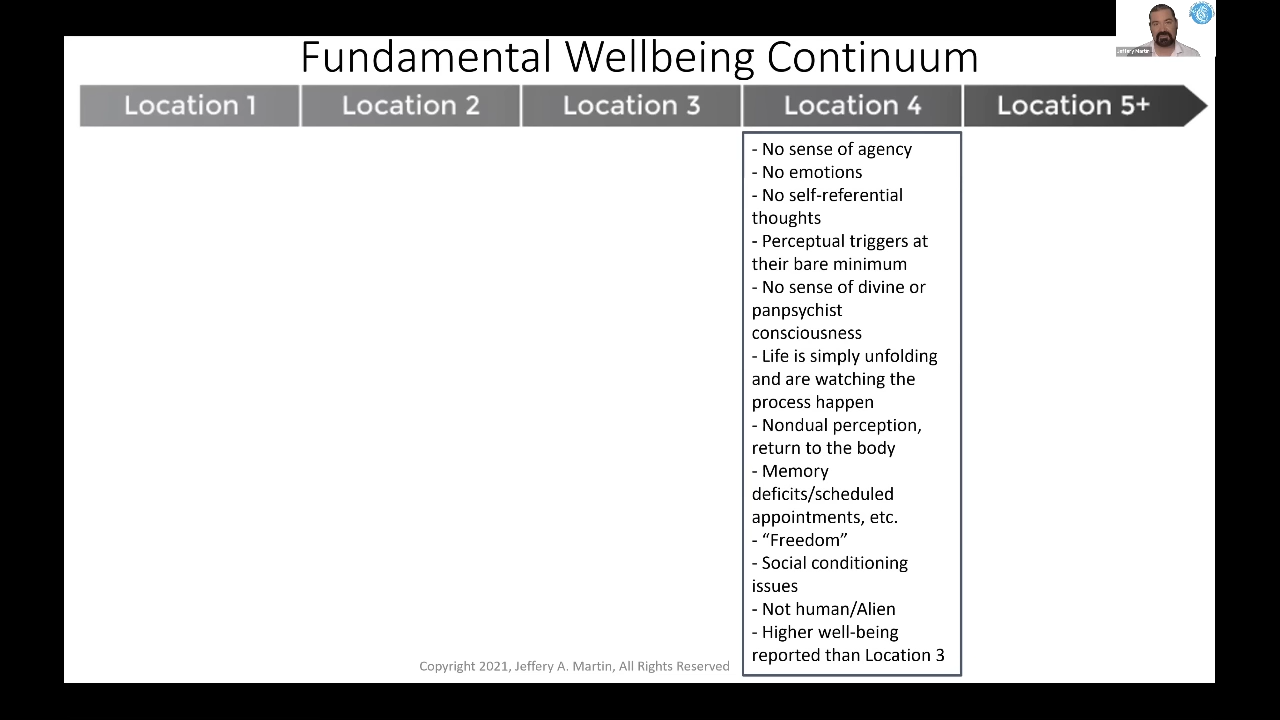 Fundamental Wellbeing Continuum
Jeffery Martin
Location 1
Location 2
Location 3
Location 4
Location 5+
- No sense of agency
- No emotions
- No self-referential
thoughts
- Perceptual triggers at
their bare minimum
- No sense of divine or
panpsychist
consciousness
- Life is simply unfolding
and are watching the
process happen
- Nondual perception,
return to the body
- Memory
deficits/scheduled
appointments, etc.
- “Freedom”
- Social conditioning
issues
- Not human/Alien
- Higher well-being
reported than Location 3
Copyright 2021, Jeffery A. Martin, All Rights Reserved